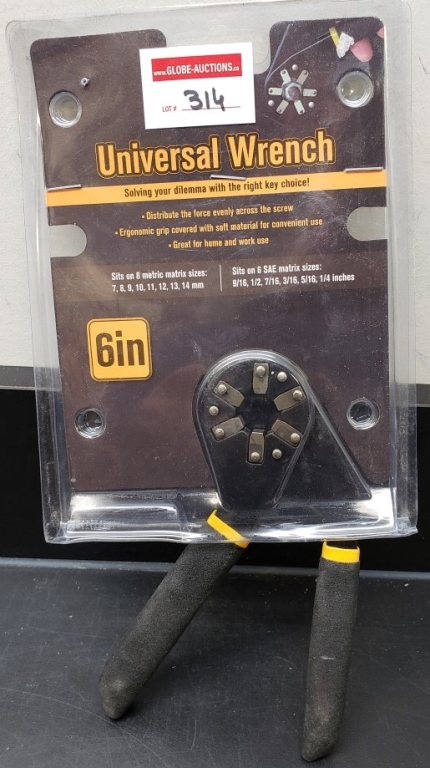 www.GLOBE-AUCTIONS.ca
LOT # 314
Universal Wrench
Solving your dilemma with the right key choice!
• Distribute the force evenly across the screw
• Ergonomic grip covered with saft material for convenient use
• Great for home and work use
Sits on 8 metric matrix sizes:
7, 8, 9, 10, 11, 12, 13, 14 mm
Sits on 6 SAE matrix sizes:
9/16, 1/2, 7/16, 3/16, 5/16, 1/4 inches
6in